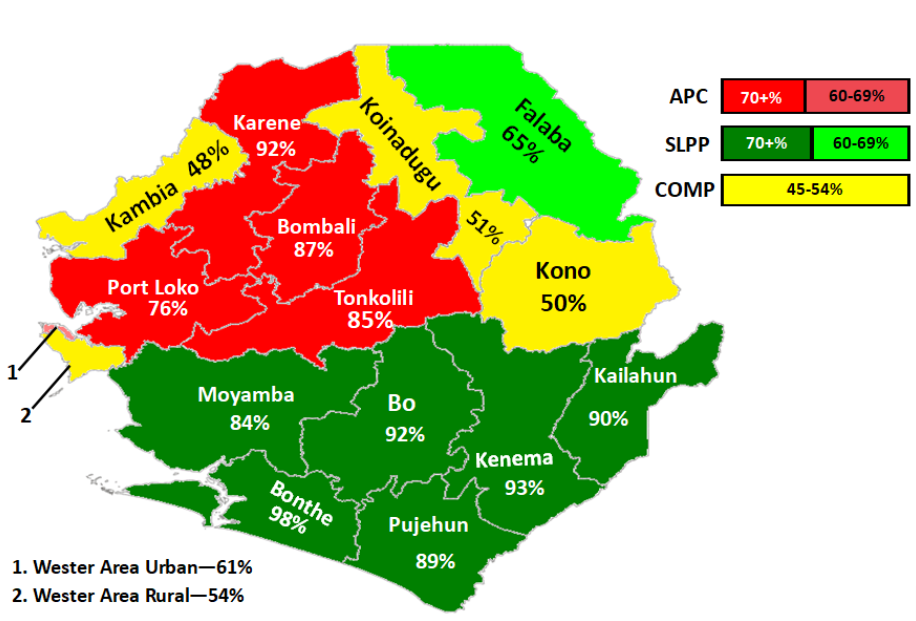 APC 70+% 60-69%
SLPP 70+% 60-69%
COMP 45-54%
Falaba
65%
Koinadugu
51%
Karene
92%
Kambia 48%
Bombali
87%
Kono
50%
Port Loko
76%
Tonkolili
85%
1
2
Moyamba
84%
Bo
92%
Kailahun
90%
Kenema
93%
Bonthe
98%
Pujehun
89%
1. Wester Area Urban—61%
2. Wester Area Rural—54%